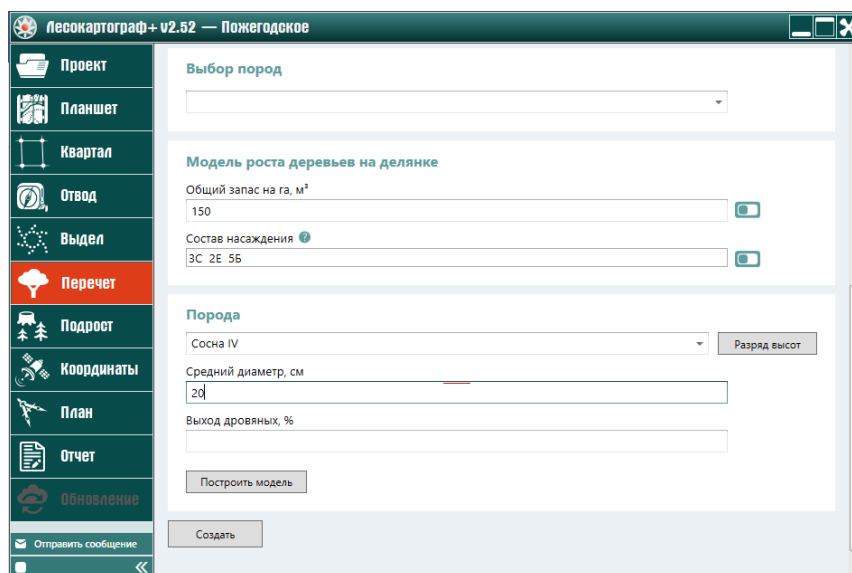 Лесокартограф+ v2.52 — Пожегодское
Проект
Планшет
Квартал
Отвод
Выдел
Перечет
Подрост
Координаты
План
Отчет
Обновление
Отправить сообщение
Выбор пород
Модель роста деревьев на делянке
Общий запас на га, м³
150
Состав насаждения ?
3С 2Е 5Б
Порода
Сосна IV
Разряд высот
Средний диаметр, см
20
Выход дровяных, %
Построить модель
Создать